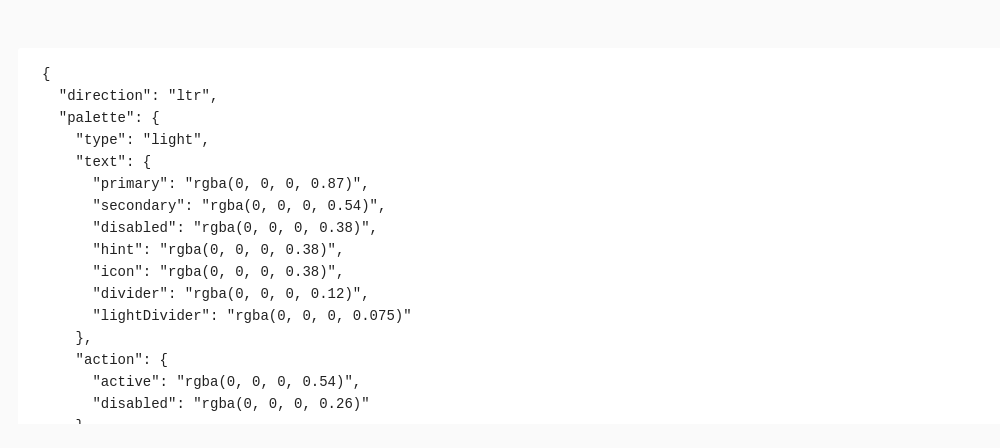 {
  "direction": "ltr",
  "palette": {
    "type": "light",
    "text": {
      "primary": "rgba(0, 0, 0, 0.87)",
      "secondary": "rgba(0, 0, 0, 0.54)",
      "disabled": "rgba(0, 0, 0, 0.38)",
      "hint": "rgba(0, 0, 0, 0.38)",
      "icon": "rgba(0, 0, 0, 0.38)",
      "divider": "rgba(0, 0, 0, 0.12)",
      "lightDivider": "rgba(0, 0, 0, 0.075)"
    },
    "action": {
      "active": "rgba(0, 0, 0, 0.54)",
      "disabled": "rgba(0, 0, 0, 0.26)"
    }